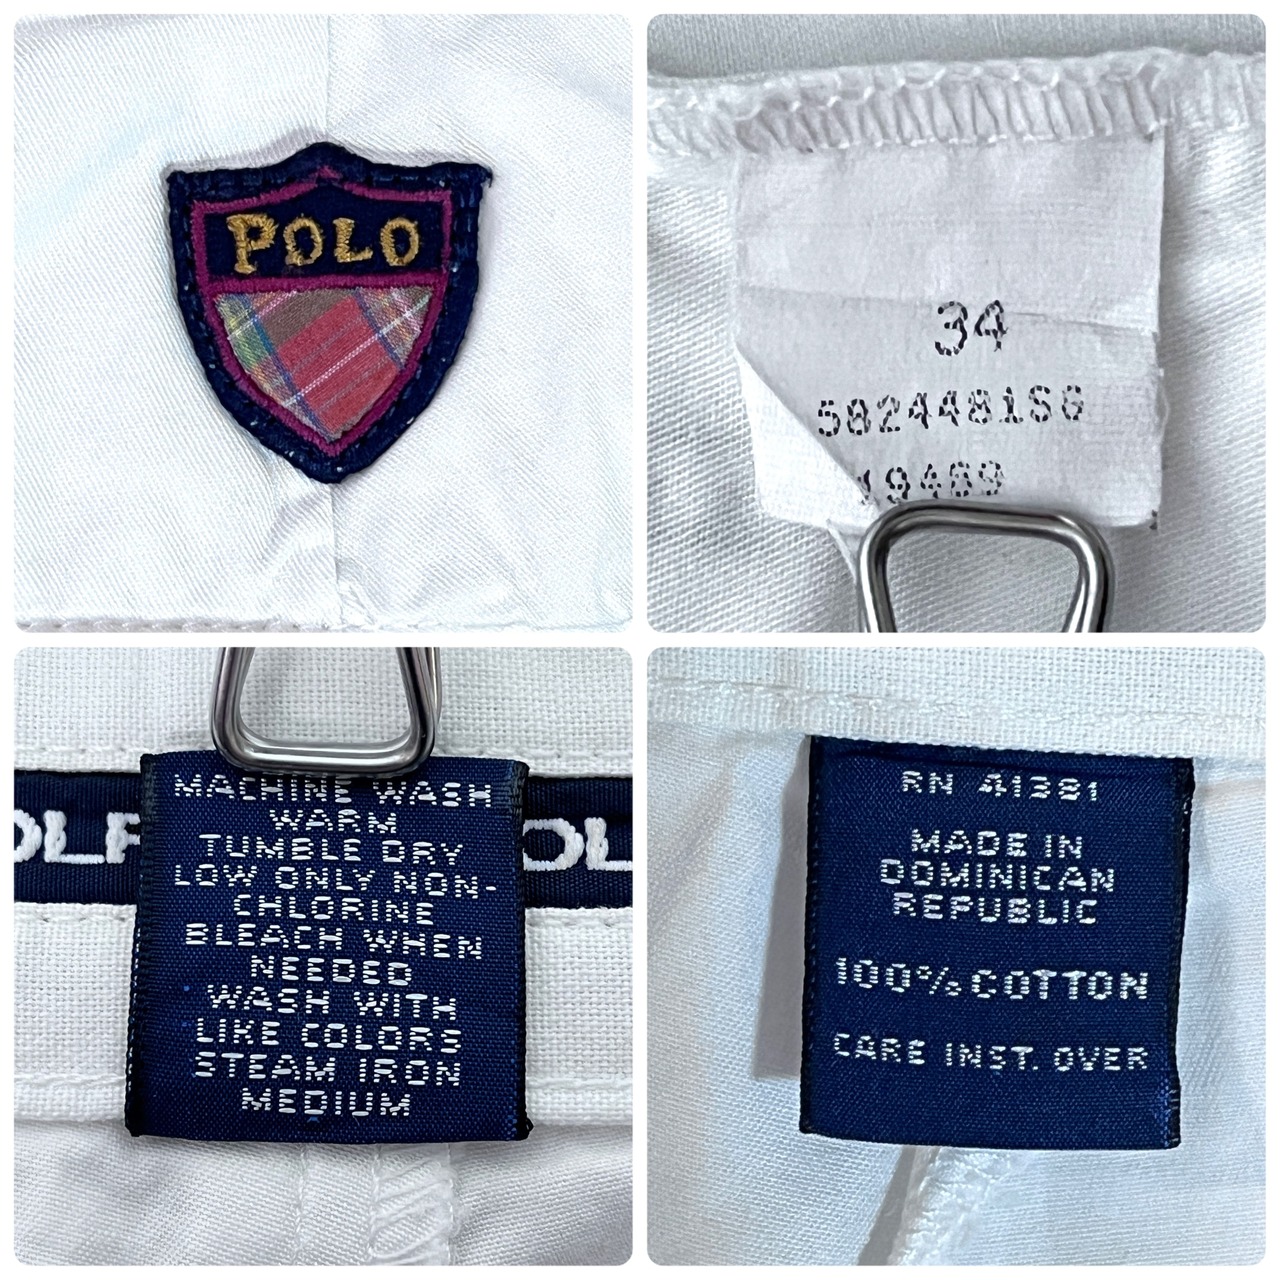 POLO
34
5824481SG
19489
MACHINE WASH
WARM
TUMBLE DRY
LOW ONLY NON-
CHLORINE
BLEACH WHEN
NEEDED
WASH WITH
LIKE COLORS
STEAM IRON
MEDIUM
RN 41381
MADE IN
DOMINICAN
REPUBLIC
100% COTTON
CARE INST. OVER